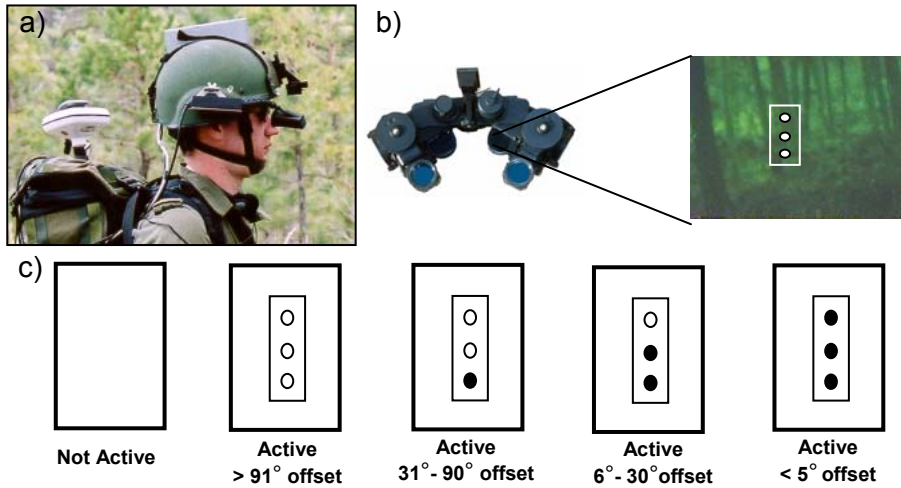 a)
b)
c)
Not Active
Active
> 91° offset
Active
31°- 90° offset
Active
6°- 30° offset
Active
< 5° offset